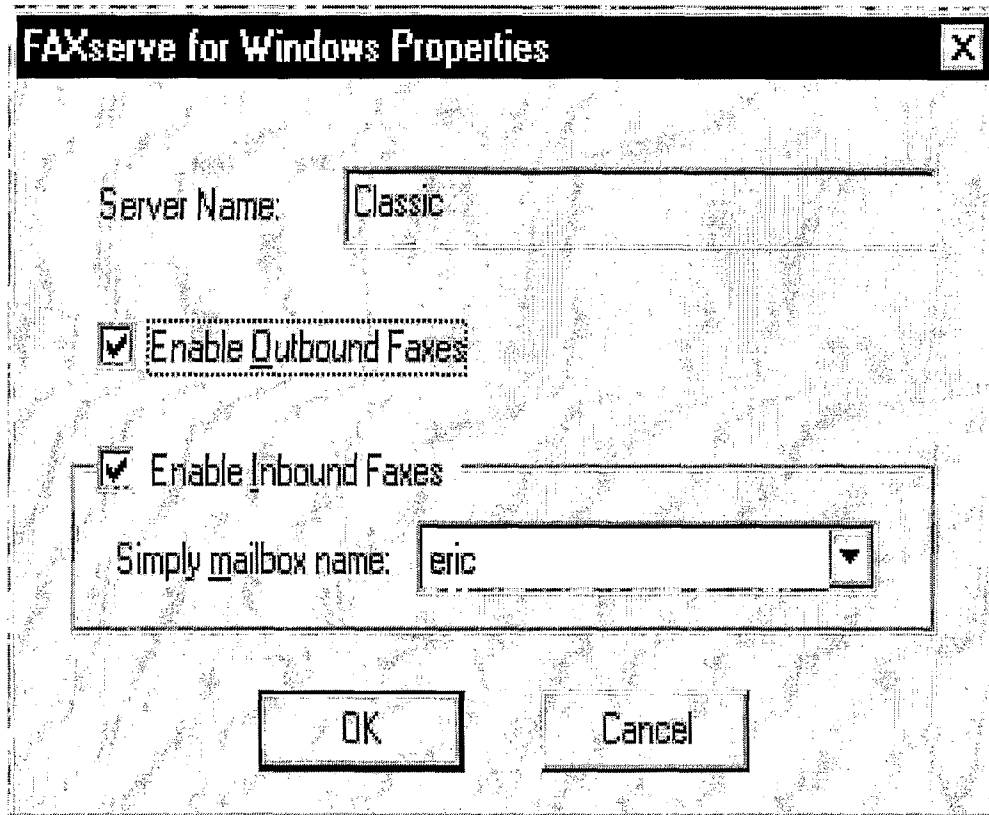 FAXserve for Windows Properties
Server Name: Classic
Enable Outbound Faxes
Enable Inbound Faxes
Simply mailbox name: eric
OK Cancel